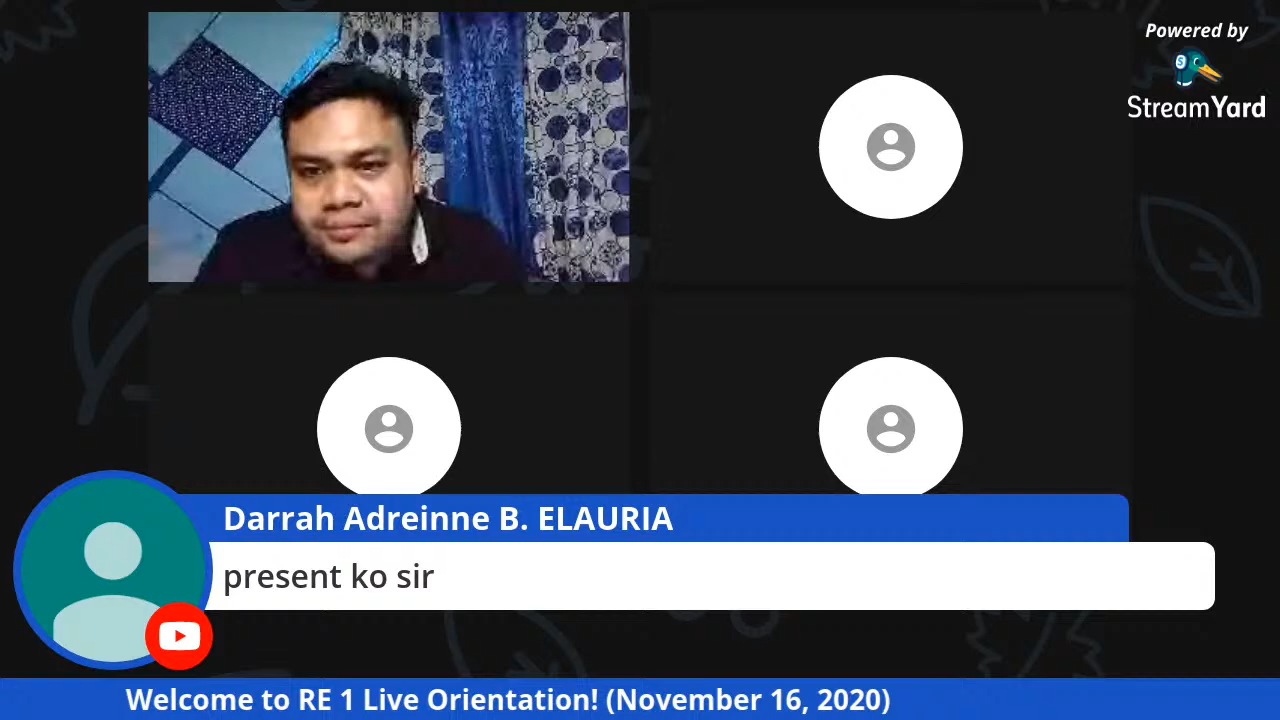 Powered by
StreamYard
Darrah Adreinne B. ELAURIA
present ko sir
Welcome to RE 1 Live Orientation! (November 16, 2020)